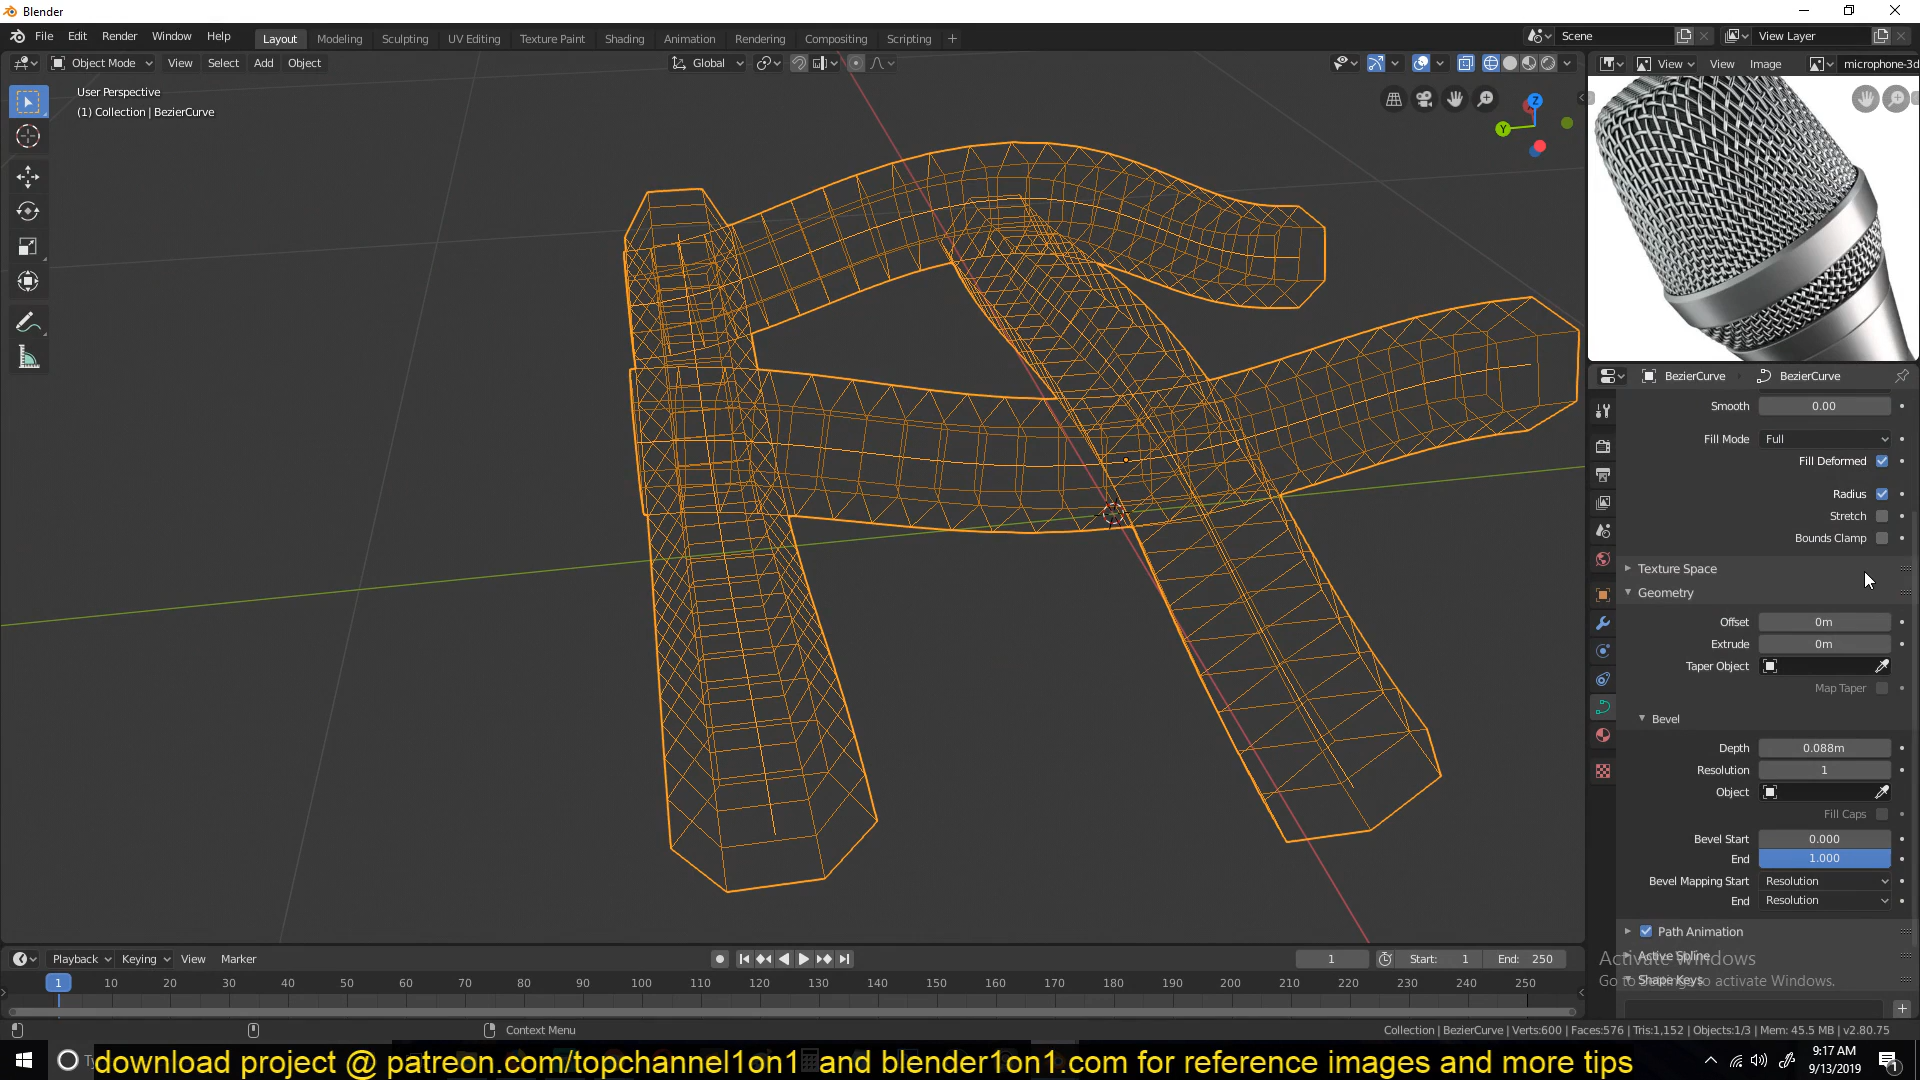 Blender
File Edit Render Window Help
Layout Modeling Sculpting UV Editing Texture Paint Shading Animation Rendering Compositing Scripting +
Scene
View Layer
Object Mode View Select Add Object
Global
View View Image microphone-3d
User Perspective
(1) Collection | BezierCurve
Z
Y
BezierCurve BezierCurve
Smooth 0.00
Fill Mode Full
Fill Deformed
Radius
Stretch
Bounds Clamp
Texture Space
Geometry
Offset 0m
Extrude 0m
Taper Object
Map Taper
Bevel
Depth 0.088m
Resolution 1
Object
Fill Caps
Bevel Start 0.000
End 1.000
Bevel Mapping Start Resolution
End Resolution
Path Animation
Active Spline
Shape Keys
Activate Windows
Go to Settings to activate Windows.
Playback Keying View Marker
1 Start: 1 End: 250
1 10 20 30 40 50 60 70 80 90 100 110 120 130 140 150 160 170 180 190 200 210 220 230 240 250
Context Menu
Collection | BezierCurve | Verts:600 | Faces:576 | Tris:1,152 | Objects:1/3 | Mem: 45.5 MB | v2.80.75
download project @ patreon.com/topchannel1on1 and blender1on1.com for reference images and more tips
9:17 AM
9/13/2019
1